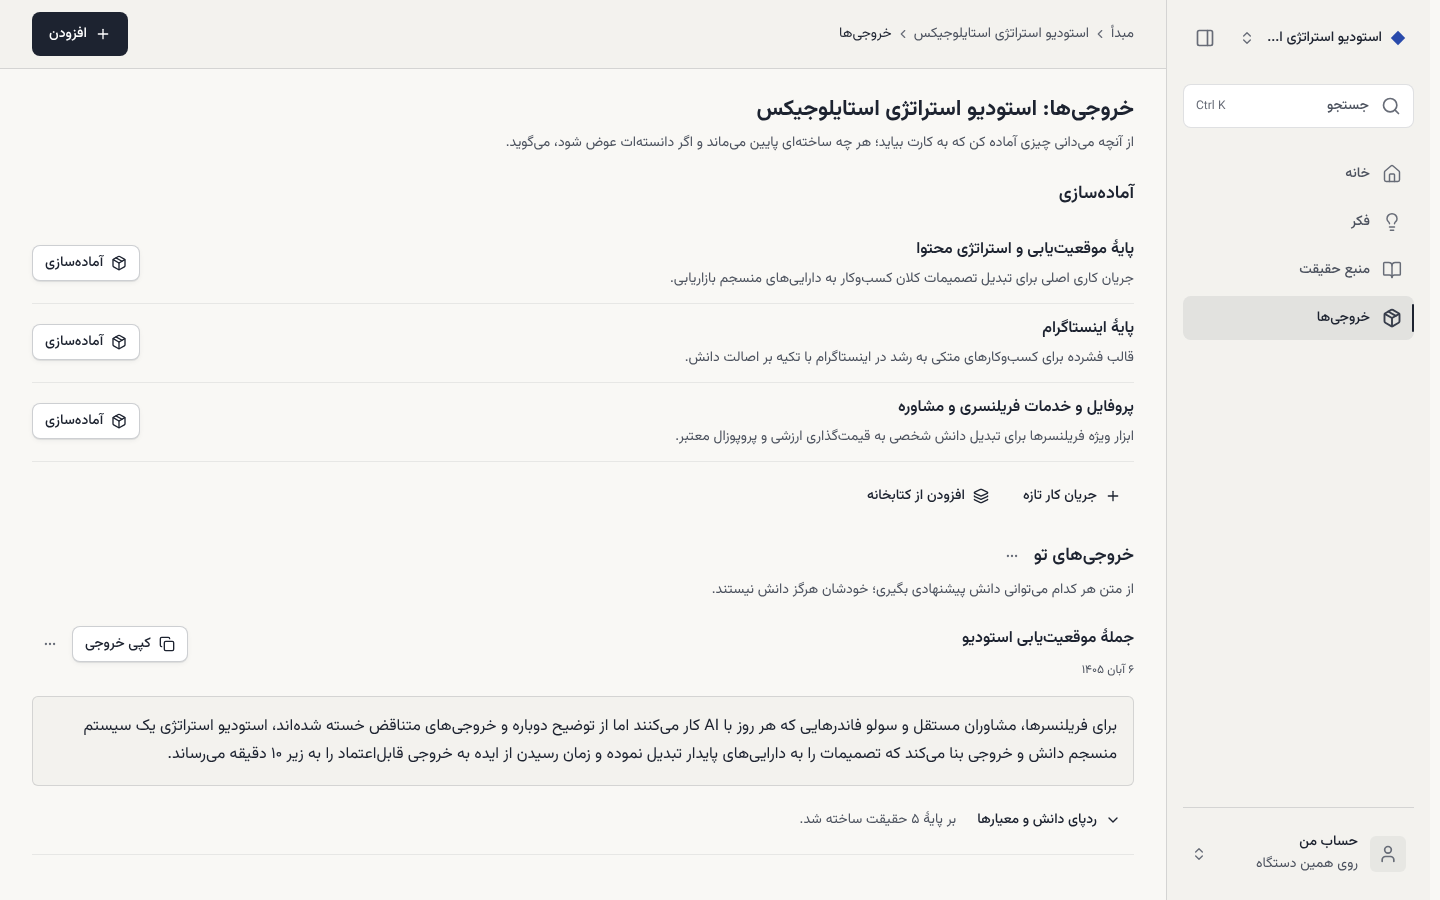 استودیو استراتژی ا...
جستجو
Ctrl K
خانه
فکر
منبع حقیقت
خروجی‌ها
حساب من
روی همین دستگاه
مبدأ › استودیو استراتژی استایلوجیکس › خروجی‌ها
افزودن
خروجی‌ها: استودیو استراتژی استایلوجیکس
از آنچه می‌دانی چیزی آماده کن که به کارت بیاید؛ هر چه ساخته‌ای پایین می‌ماند و اگر دانسته‌ات عوض شود، می‌گوید.
آماده‌سازی
پایهٔ موقعیت‌یابی و استراتژی محتوا
جریان کاری اصلی برای تبدیل تصمیمات کلان کسب‌وکار به دارایی‌های منسجم بازاریابی.
آماده‌سازی
پایهٔ اینستاگرام
قالب فشرده برای کسب‌وکارهای متکی به رشد در اینستاگرام با تکیه بر اصالت دانش.
آماده‌سازی
پروفایل و خدمات فریلنسری و مشاوره
ابزار ویژه فریلنسرها برای تبدیل دانش شخصی به قیمت‌گذاری ارزشی و پروپوزال معتبر.
آماده‌سازی
جریان کار تازه
افزودن از کتابخانه
خروجی‌های تو
از متن هر کدام می‌توانی دانش پیشنهادی بگیری؛ خودشان هرگز دانش نیستند.
جملهٔ موقعیت‌یابی استودیو
۶ آبان ۱۴۰۵
کپی خروجی
برای فریلنسرها، مشاوران مستقل و سولو فاندرهایی که هر روز با AI کار می‌کنند اما از توضیح دوباره و خروجی‌های متناقض خسته شده‌اند، استودیو استراتژی یک سیستم
منسجم دانش و خروجی بنا می‌کند که تصمیمات را به دارایی‌های پایدار تبدیل نموده و زمان رسیدن از ایده به خروجی قابل‌اعتماد را به زیر ۱۰ دقیقه می‌رساند.
ردپای دانش و معیارها
بر پایهٔ ۵ حقیقت ساخته شد.